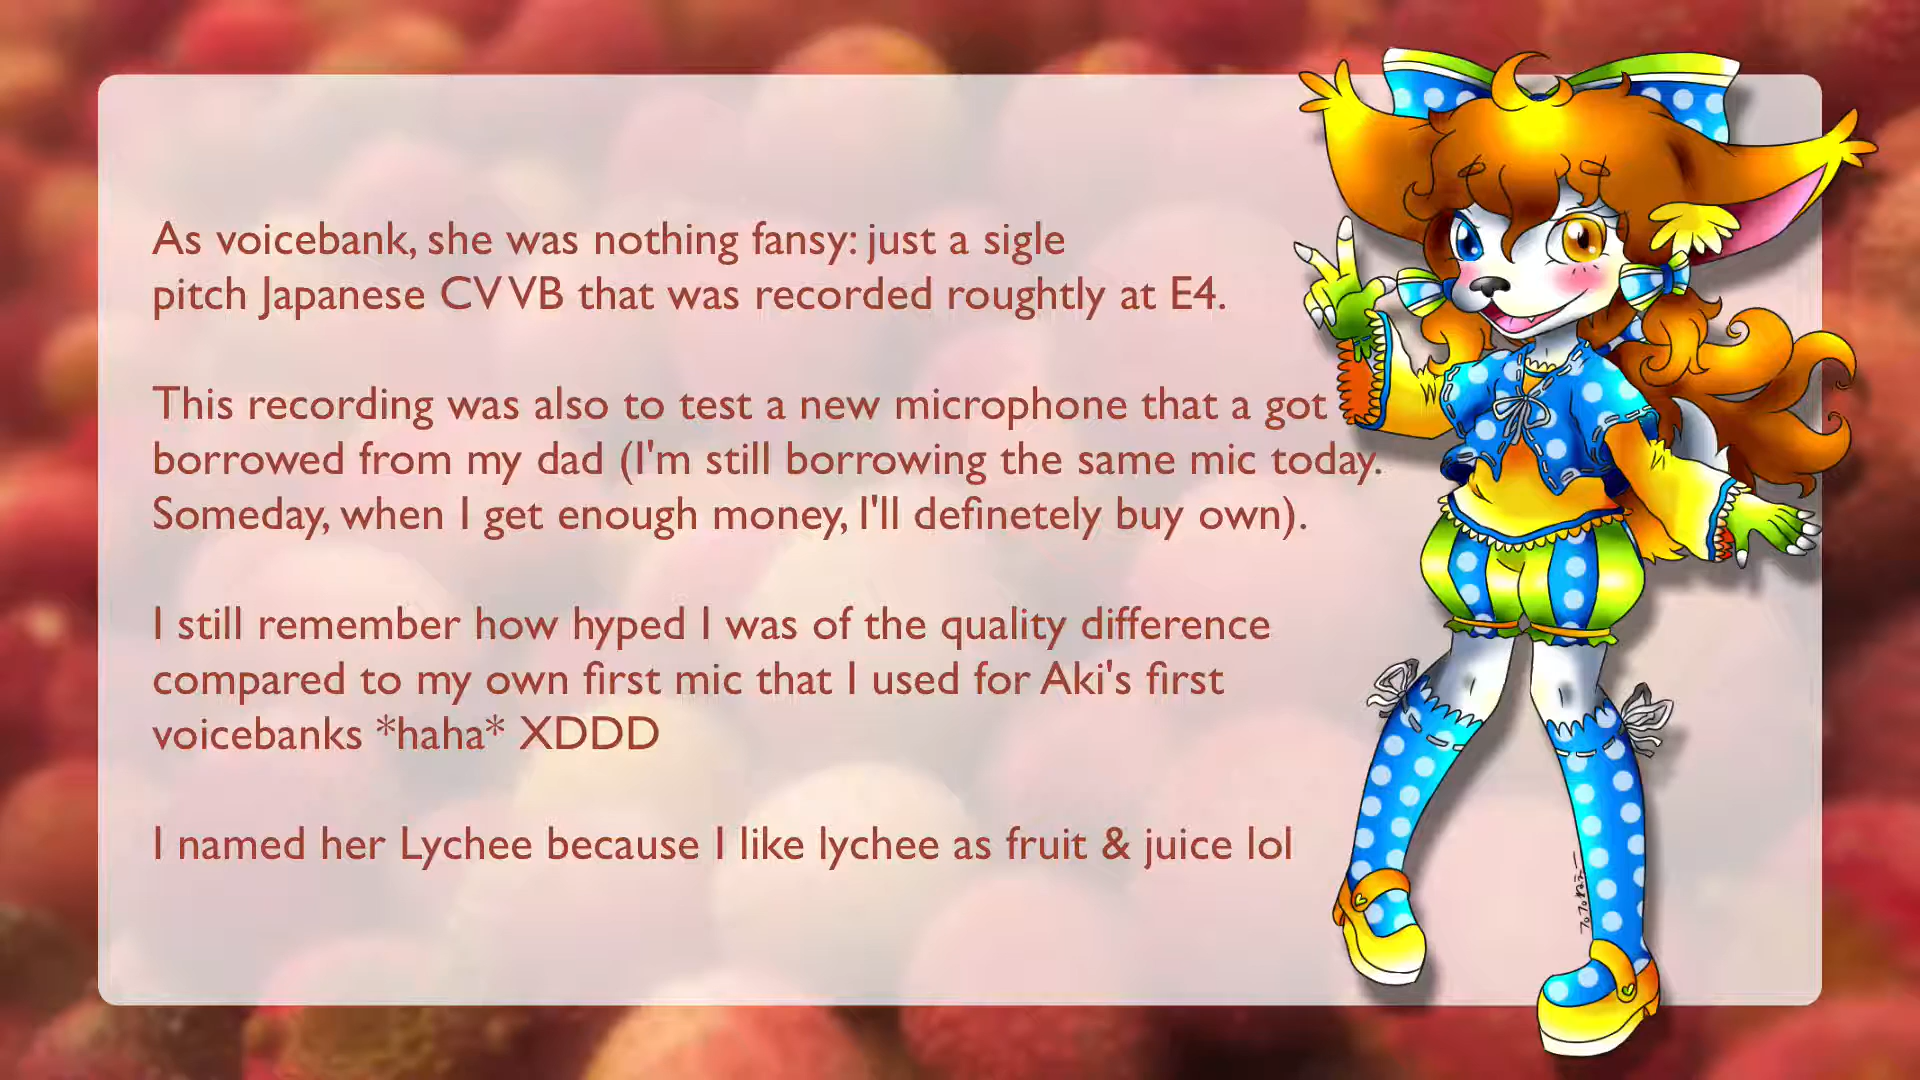 As voicebank, she was nothing fansy: just a sigle
pitch Japanese CV VB that was recorded roughtly at E4.
This recording was also to test a new microphone that a got
borrowed from my dad (I'm still borrowing the same mic today.
Someday, when I get enough money, I'll definetely buy own).
I still remember how hyped I was of the quality difference
compared to my own first mic that I used for Aki's first
voicebanks *haha* XDDD
I named her Lychee because I like lychee as fruit & juice lol